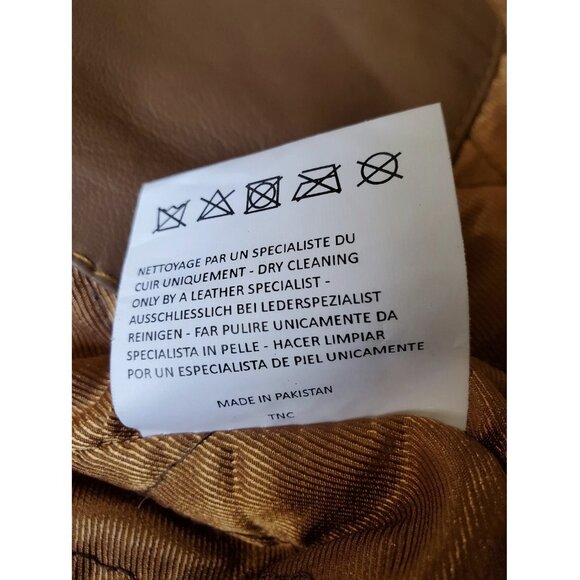 NETTOYAGE PAR UN SPECIALISTE DU
CUIR UNIQUEMENT - DRY CLEANING
ONLY BY A LEATHER SPECIALIST -
AUSSCHLIESSLICH BEI LEDERSPEZIALIST
REINIGEN - FAR PULIRE UNICAMENTE DA
SPECIALISTA IN PELLE - HACER LIMPIAR
POR UN ESPECIALISTA DE PIEL UNICAMENTE
MADE IN PAKISTAN
TNC